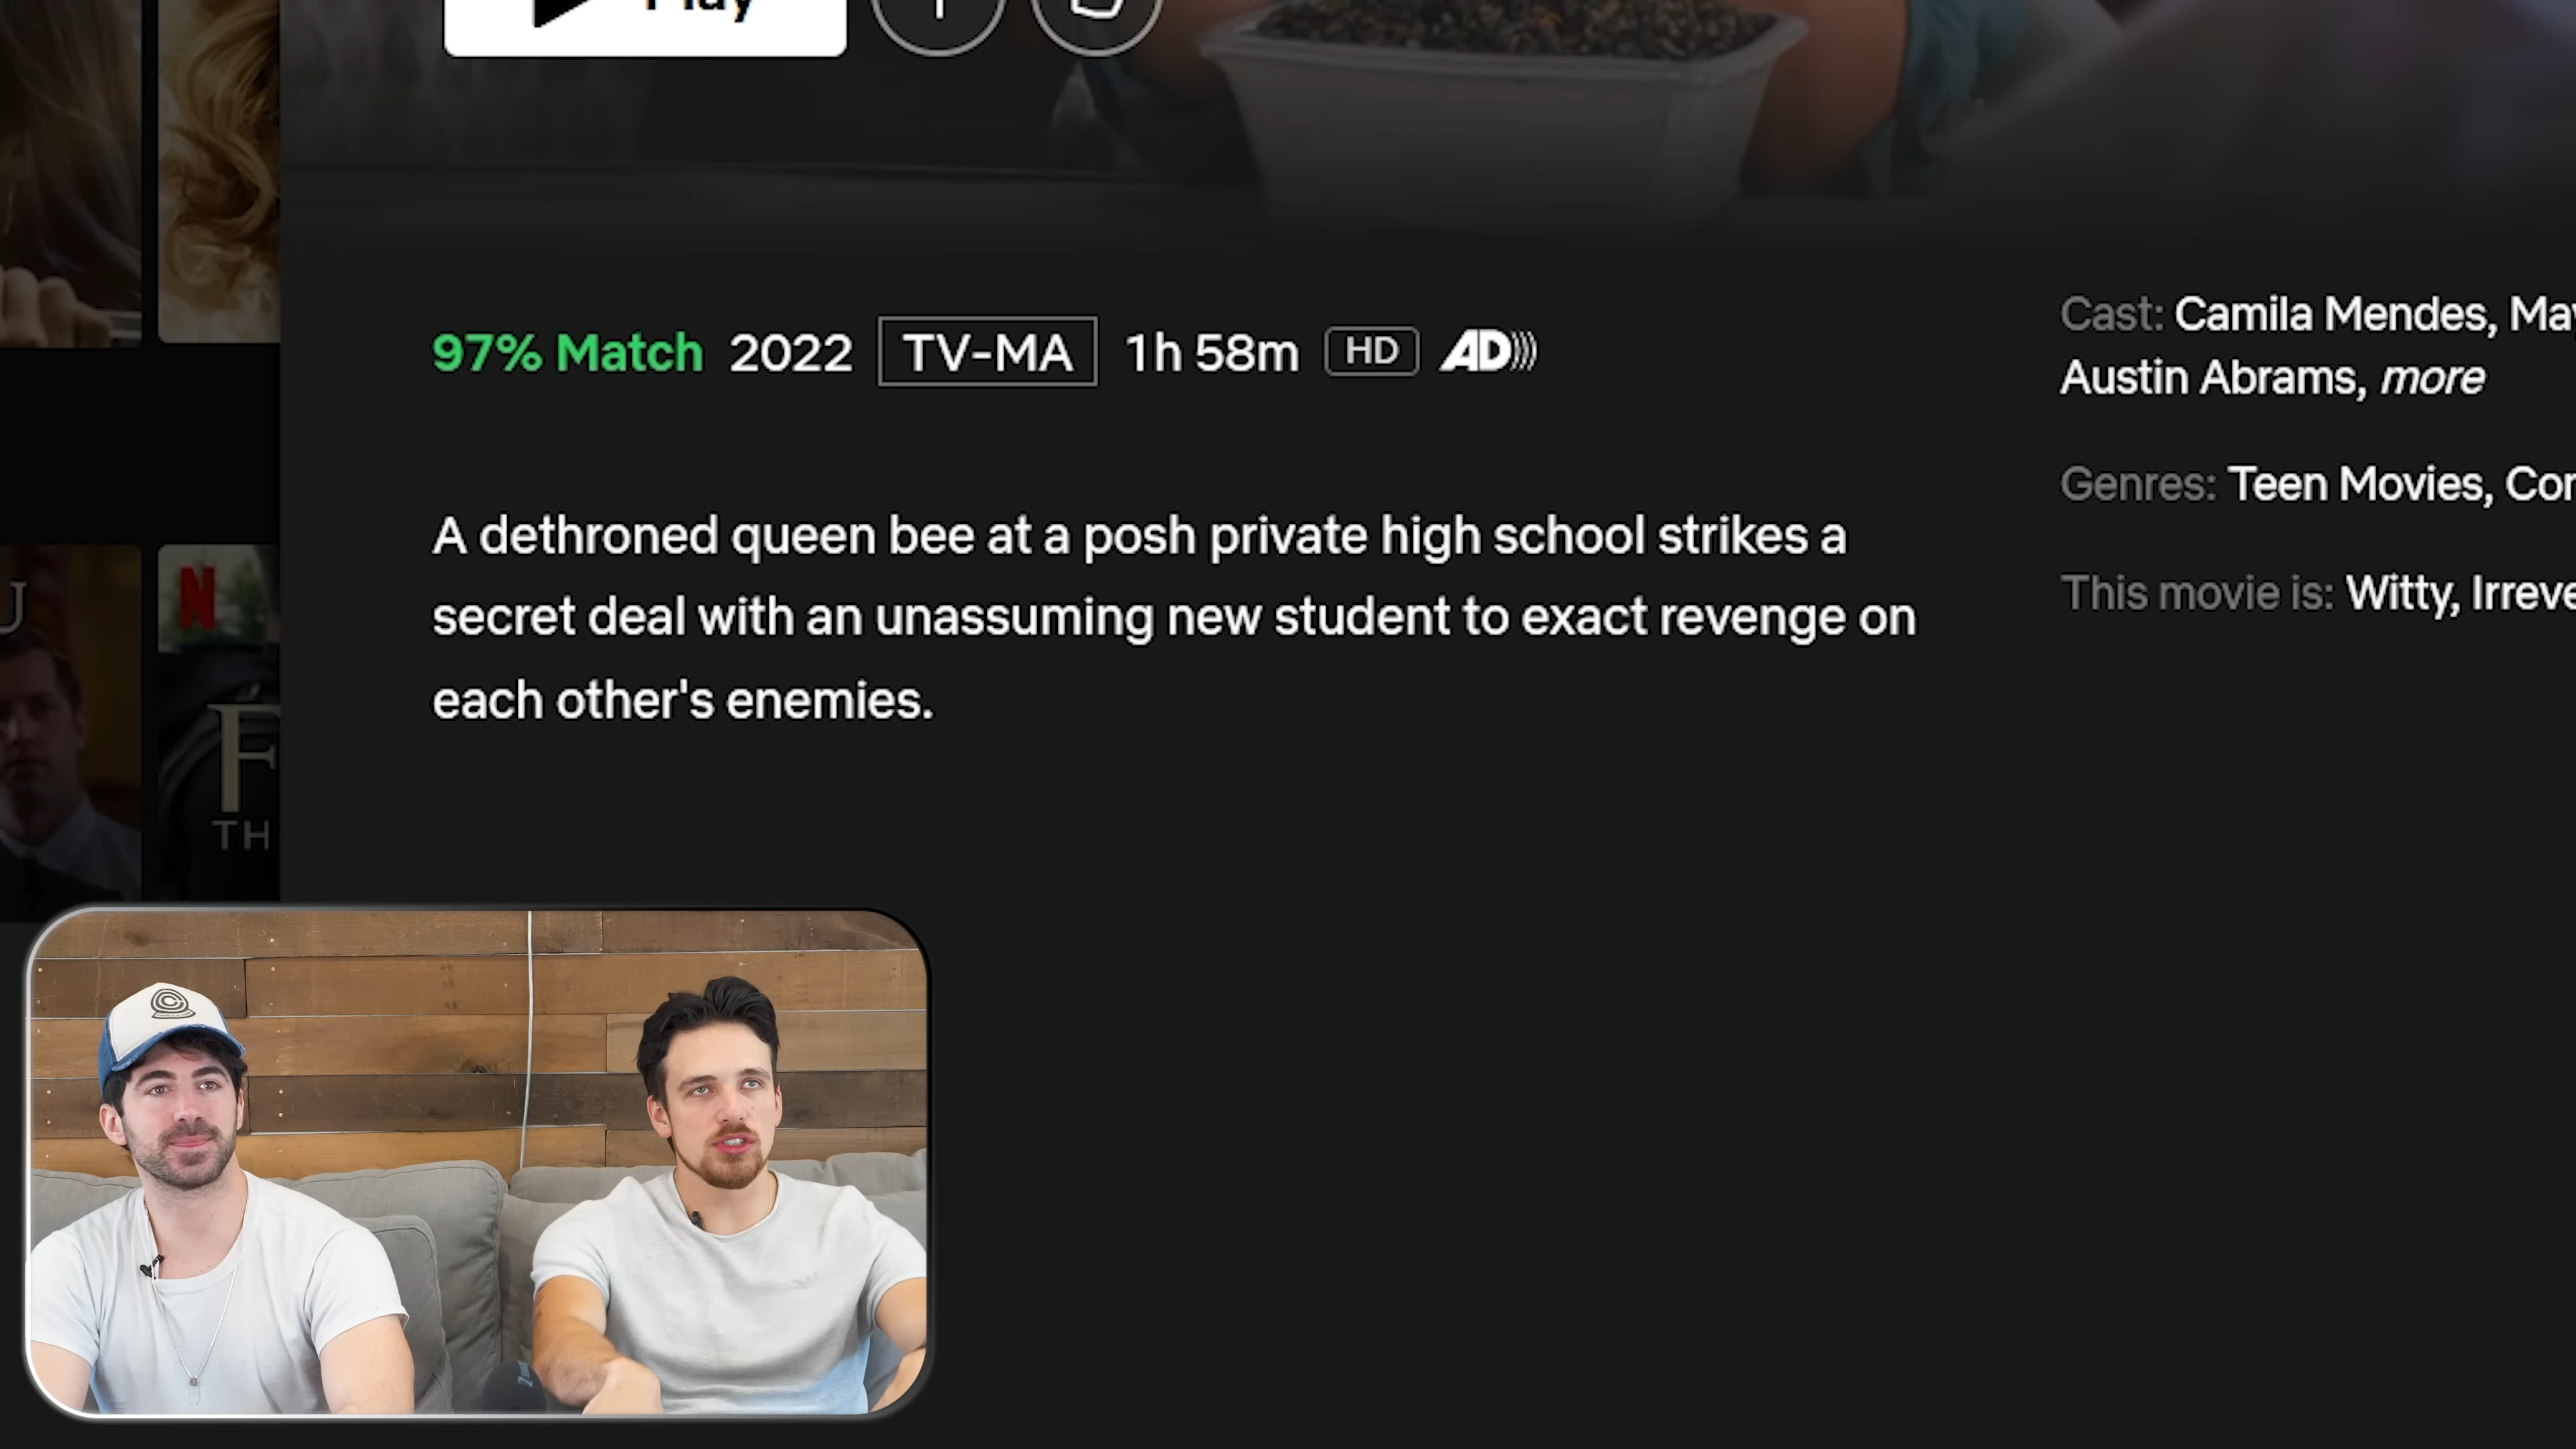 Play
97% Match 2022 TV-MA 1h 58m HD AD
Cast: Camila Mendes,
Austin Abrams, more
Genres: Teen Movies,
This movie is: Witty,
A dethroned queen bee at a posh private high school strikes a
secret deal with an unassuming new student to exact revenge on
each other's enemies.
U
N
F
TH